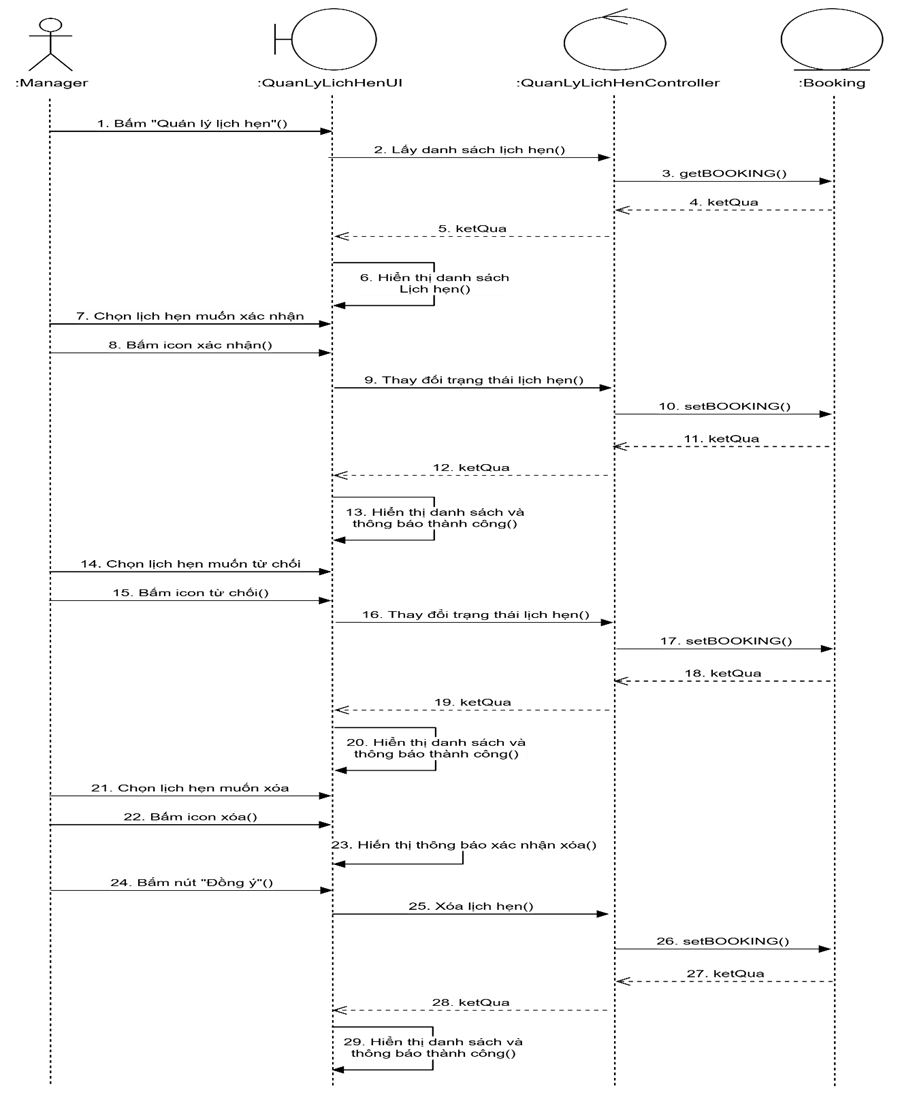 :Manager
:QuanLyLichHenUI
:QuanLyLichHenController
:Booking
1. Bấm "Quản lý lịch hẹn"()
2. Lấy danh sách lịch hẹn()
3. getBOOKING()
4. ketQua
5. ketQua
6. Hiển thị danh sách
Lịch hẹn()
7. Chọn lịch hẹn muốn xác nhận
8. Bấm icon xác nhận()
9. Thay đổi trạng thái lịch hẹn()
10. setBOOKING()
11. ketQua
12. ketQua
13. Hiển thị danh sách và
thông báo thành công()
14. Chọn lịch hẹn muốn từ chối
15. Bấm icon từ chối()
16. Thay đổi trạng thái lịch hẹn()
17. setBOOKING()
18. ketQua
19. ketQua
20. Hiển thị danh sách và
thông báo thành công()
21. Chọn lịch hẹn muốn xóa
22. Bấm icon xóa()
23. Hiển thị thông báo xác nhận xóa()
24. Bấm nút "Đồng ý"()
25. Xóa lịch hẹn()
26. setBOOKING()
27. ketQua
28. ketQua
29. Hiển thị danh sách và
thông báo thành công()